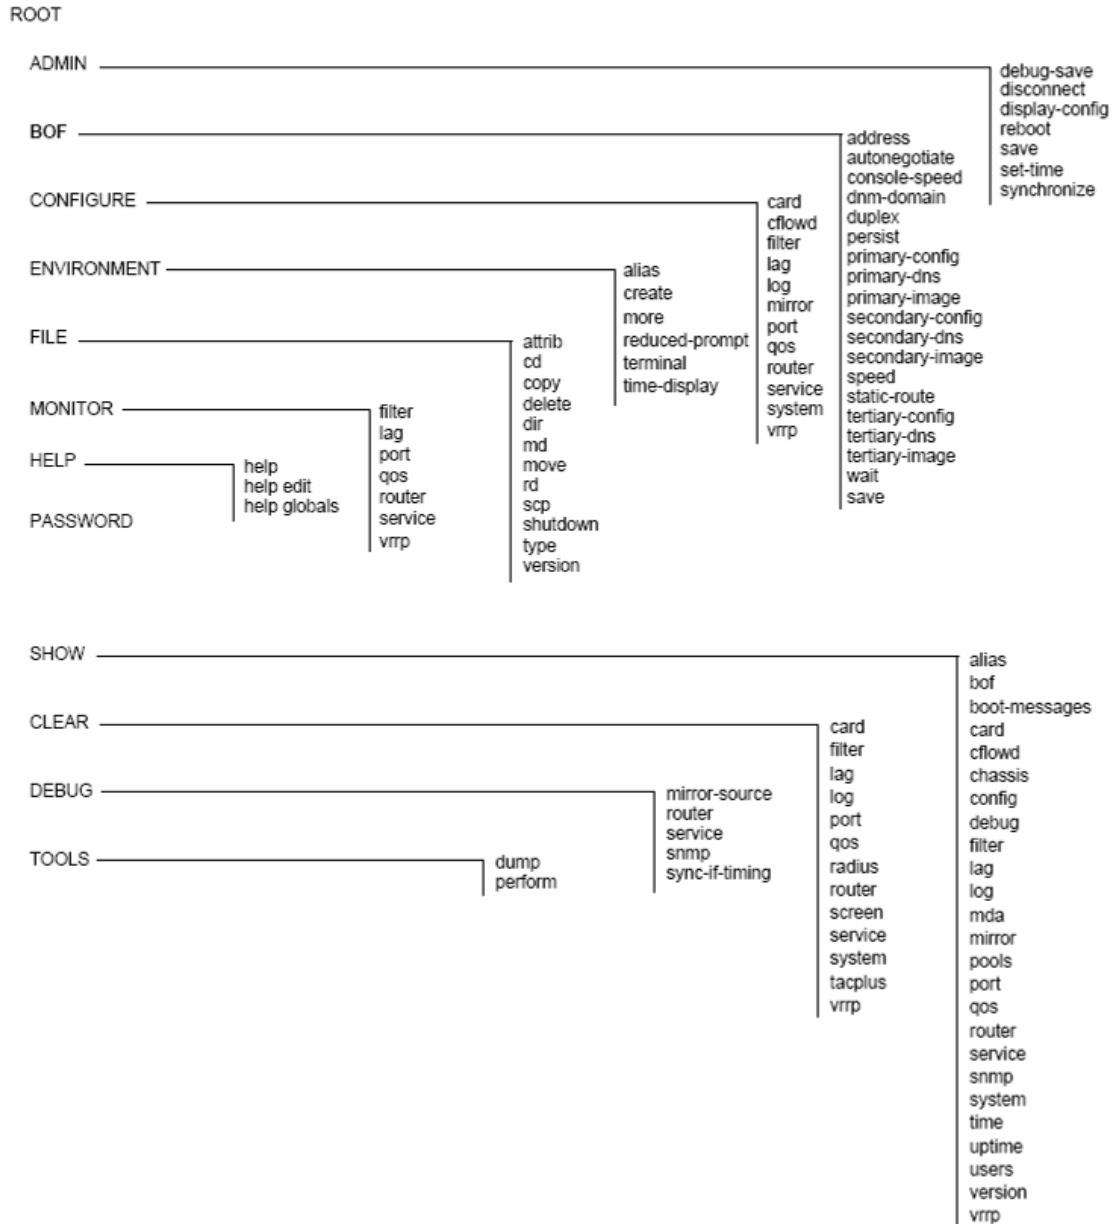 ROOT
ADMIN
debug-save
disconnect
display-config
reboot
save
set-time
synchronize
BOF
address
autonegotiate
console-speed
dnm-domain
duplex
persist
primary-config
primary-dns
primary-image
secondary-config
secondary-dns
secondary-image
speed
static-route
tertiary-config
tertiary-dns
tertiary-image
wait
save
CONFIGURE
card
cflowd
filter
lag
log
mirror
port
qos
router
service
system
vrrp
ENVIRONMENT
alias
create
more
reduced-prompt
terminal
time-display
FILE
attrib
cd
copy
delete
dir
md
move
rd
scp
shutdown
type
version
MONITOR
filter
lag
port
qos
router
service
vrrp
HELP
help
help edit
help globals
PASSWORD
SHOW
alias
bof
boot-messages
card
cflowd
chassis
config
debug
filter
lag
log
mda
mirror
pools
port
qos
router
service
snmp
system
time
uptime
users
version
vrrp
CLEAR
card
filter
lag
log
port
qos
radius
router
screen
service
system
tacplus
vrrp
DEBUG
mirror-source
router
service
snmp
sync-if-timing
TOOLS
dump
perform